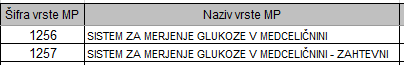 Šifra vrste MP Naziv vrste MP
1256 SISTEM ZA MERJENJE GLUKOZE V MEDCELIČNINI
1257 SISTEM ZA MERJENJE GLUKOZE V MEDCELIČNINI - ZAHTEVNI